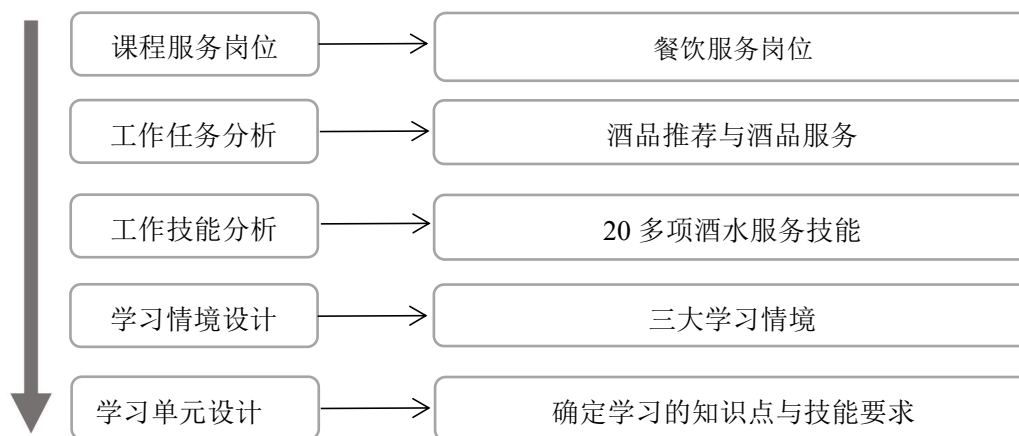 课程服务岗位
餐饮服务岗位
工作任务分析
酒品推荐与酒品服务
工作技能分析
20 多项酒水服务技能
学习情境设计
三大学习情境
学习单元设计
确定学习的知识点与技能要求